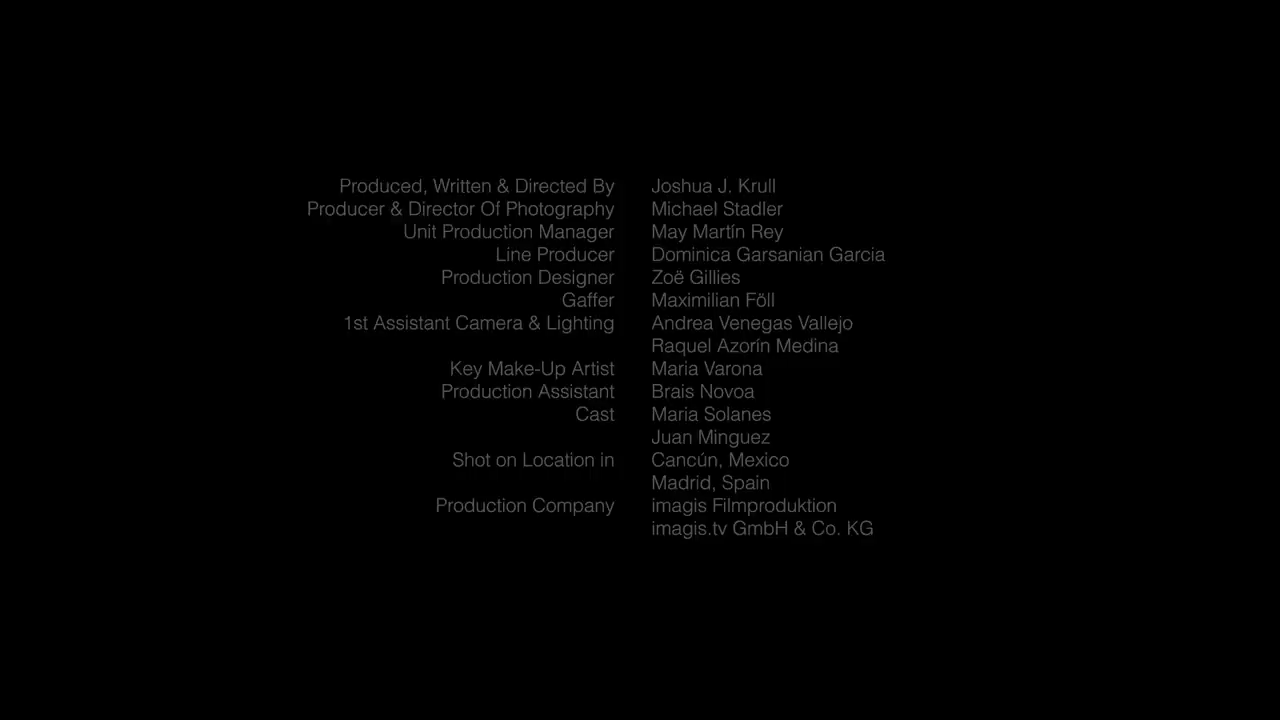 Produced, Written & Directed By Joshua J. Krull
Producer & Director Of Photography Michael Stadler
Unit Production Manager May Martín Rey
Line Producer Dominica Garsanian Garcia
Production Designer Zoë Gillies
Gaffer Maximilian Föll
1st Assistant Camera & Lighting Andrea Venegas Vallejo
Raquel Azorín Medina
Key Make-Up Artist Maria Varona
Production Assistant Brais Novoa
Cast Maria Solanes
Juan Minguez
Shot on Location in Cancún, Mexico
Madrid, Spain
Production Company imagis Filmproduktion
imagis.tv GmbH & Co. KG